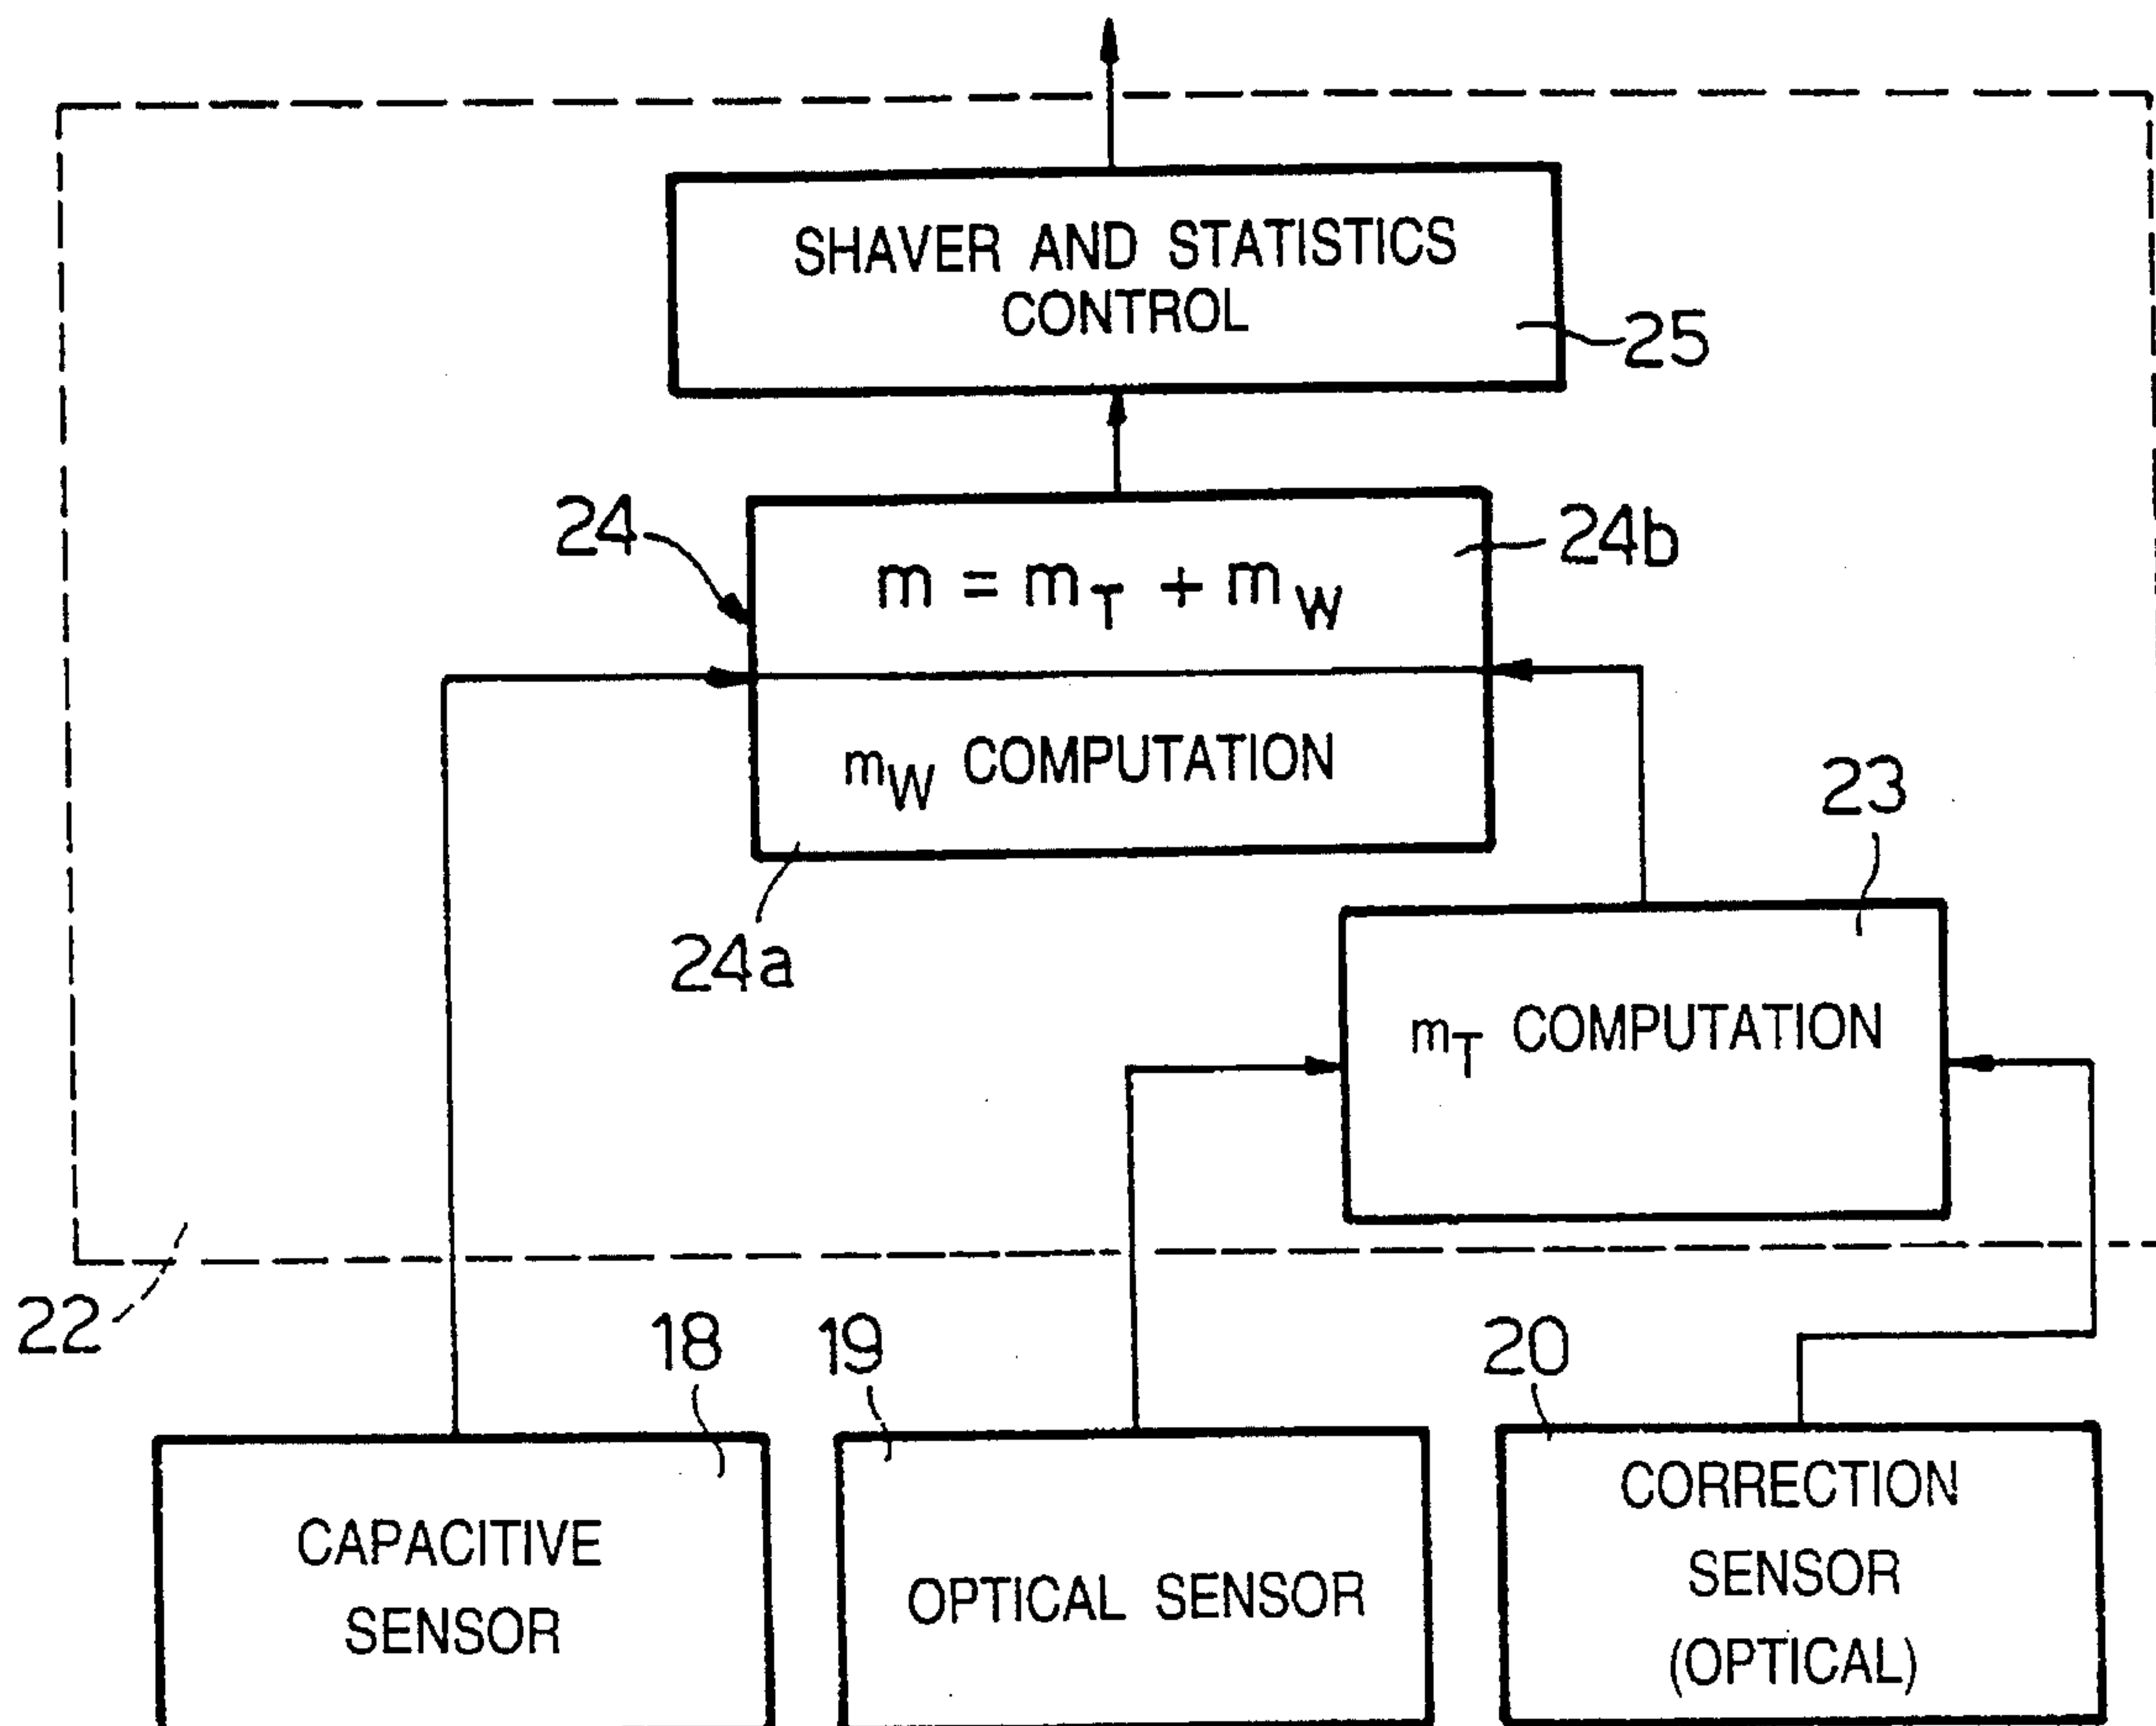 SHAVER AND STATISTICS
CONTROL
25
24
24b
m = mT + mW
mW COMPUTATION
23
24a
mT COMPUTATION
22
18
19
20
CAPACITIVE
SENSOR
OPTICAL SENSOR
CORRECTION
SENSOR
(OPTICAL)